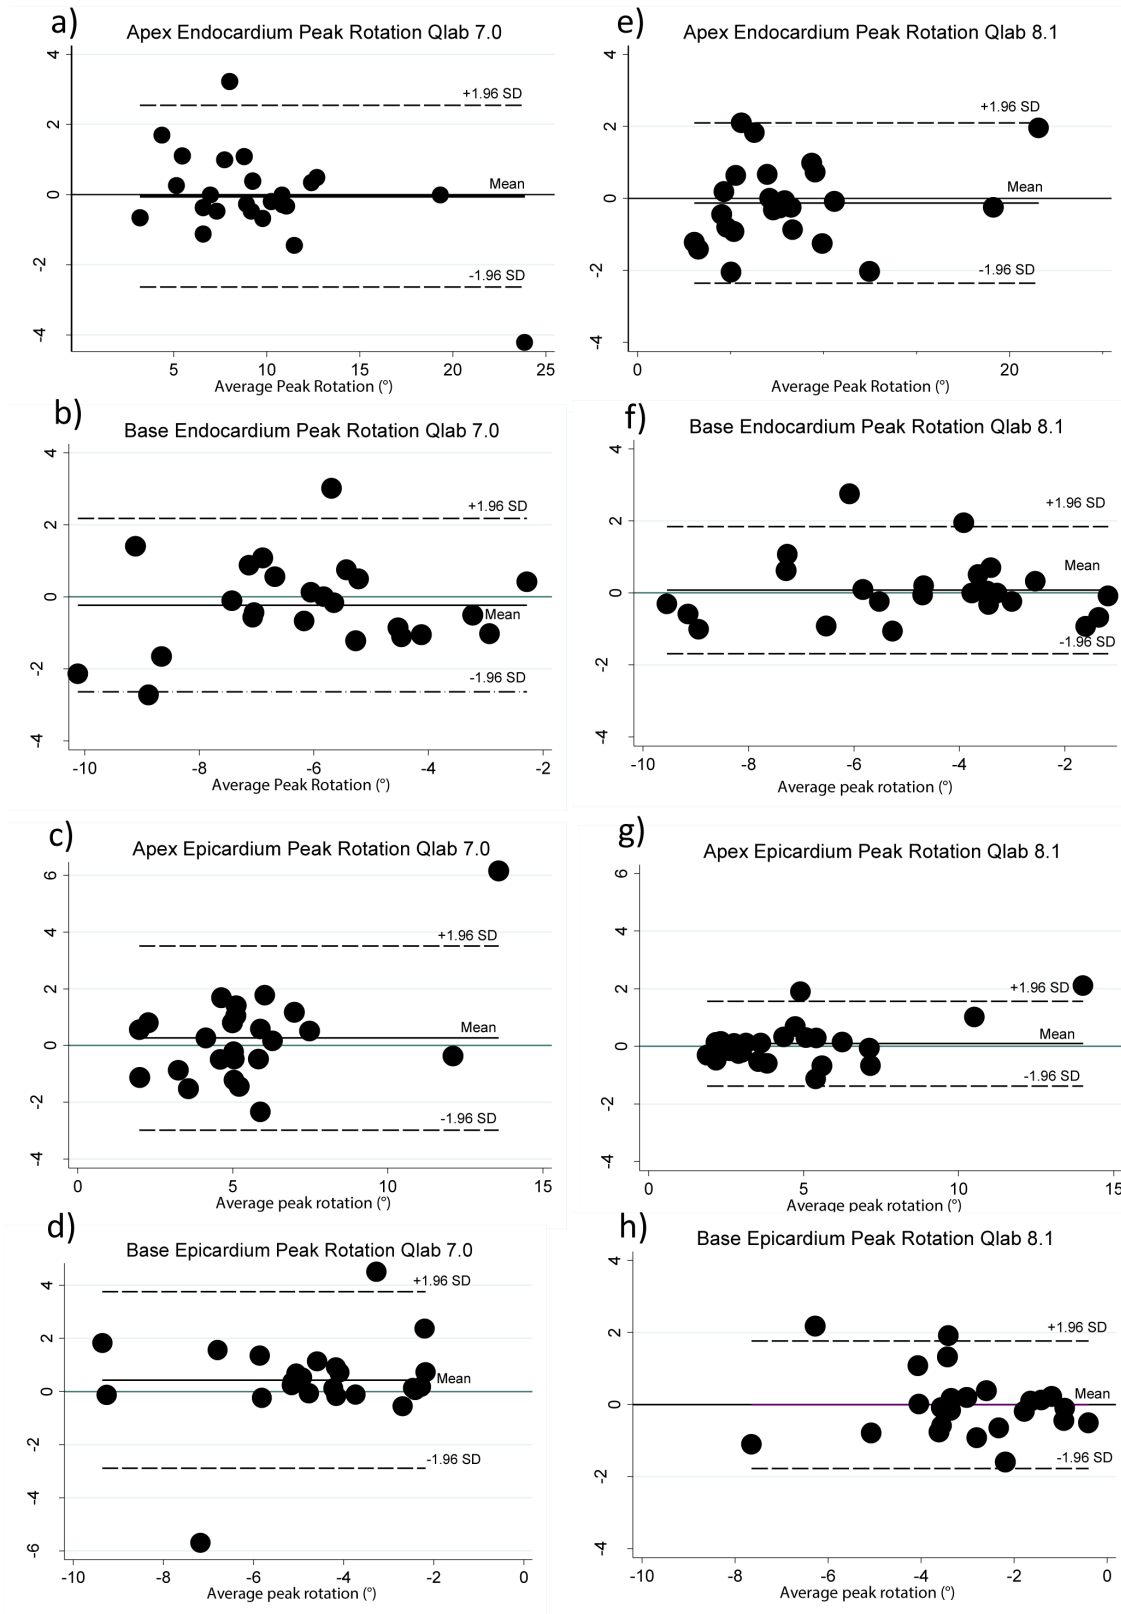 a)
Apex Endocardium Peak Rotation Qlab 7.0
4
+1.96 SD
2
Mean
0
-2
-1.96 SD
-4
5 10 15 20 25
Average Peak Rotation (°)
e)
Apex Endocardium Peak Rotation Qlab 8.1
4
+1.96 SD
2
Mean
0
-2
-1.96 SD
-4
0 20
Average Peak Rotation (°)
b)
Base Endocardium Peak Rotation Qlab 7.0
4
+1.96 SD
2
0
Mean
-2
-1.96 SD
-4
-10 -8 -6 -4 -2
Average Peak Rotation (°)
f)
Base Endocardium Peak Rotation Qlab 8.1
4
+1.96 SD
2
Mean
0
-1.96 SD
-2
-4
-10 -8 -6 -4 -2
Average peak rotation (°)
c)
Apex Epicardium Peak Rotation Qlab 7.0
6
4
+1.96 SD
2
Mean
0
-2
-1.96 SD
-4
0 5 10 15
Average peak rotation (°)
g)
Apex Epicardium Peak Rotation Qlab 8.1
6
4
2
+1.96 SD
Mean
0
-1.96 SD
-2
-4
0 5 10 15
Average peak rotation (°)
d)
Base Epicardium Peak Rotation Qlab 7.0
4
+1.96 SD
2
Mean
0
-2
-1.96 SD
-4
-6
-10 -8 -6 -4 -2 0
Average peak rotation (°)
h)
Base Epicardium Peak Rotation Qlab 8.1
4
2
+1.96 SD
Mean
0
-1.96 SD
-2
-4
-10 -8 -6 -4 -2 0
Average peak rotation (°)